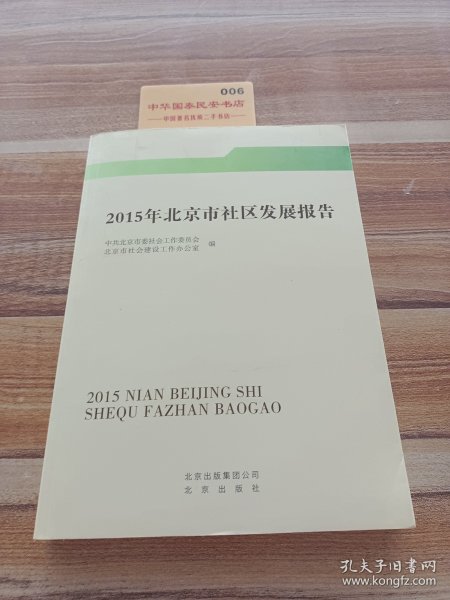 006
中华国泰民安书店
中国著名旧书二手书店
2015年北京市社区发展报告
中共北京市委社会工作委员会
北京市社会建设工作办公室 编
2015 NIAN BEIJING SHI
SHEQU FAZHAN BAOGAO
北京出版集团公司
北京出版社
孔夫子旧书网
www.kongfz.com